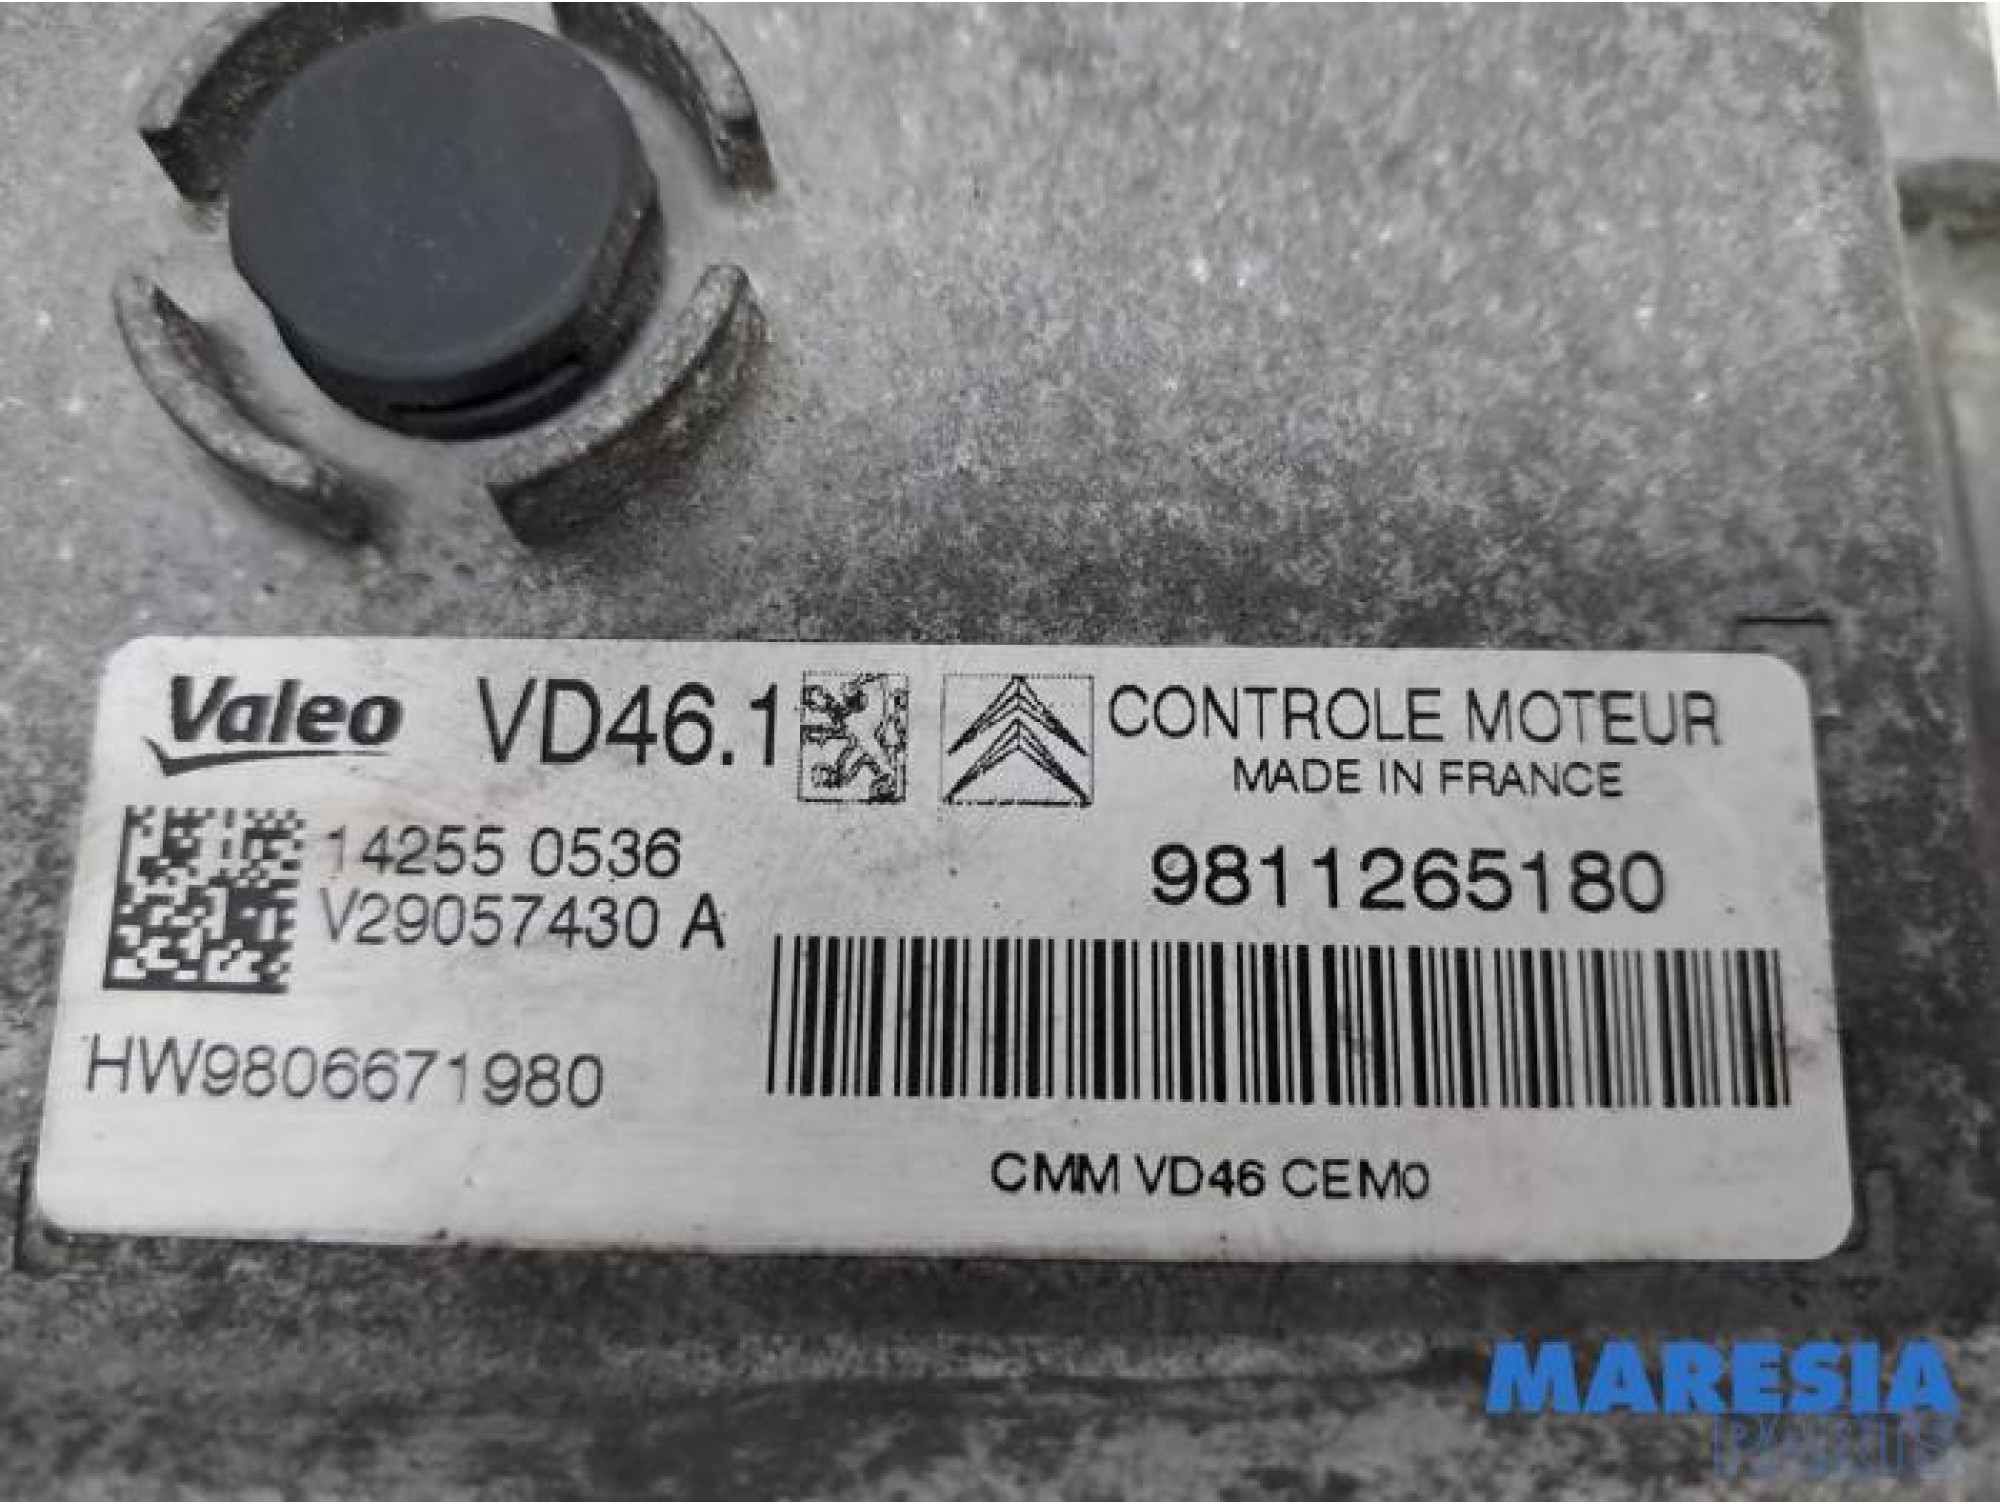 Valeo VD46.1 CONTROLE MOTEUR
MADE IN FRANCE
14255 0536
V29057430 A
9811265180
HW9806671980
CMM VD46 CEM0
MARESIA
PARTS